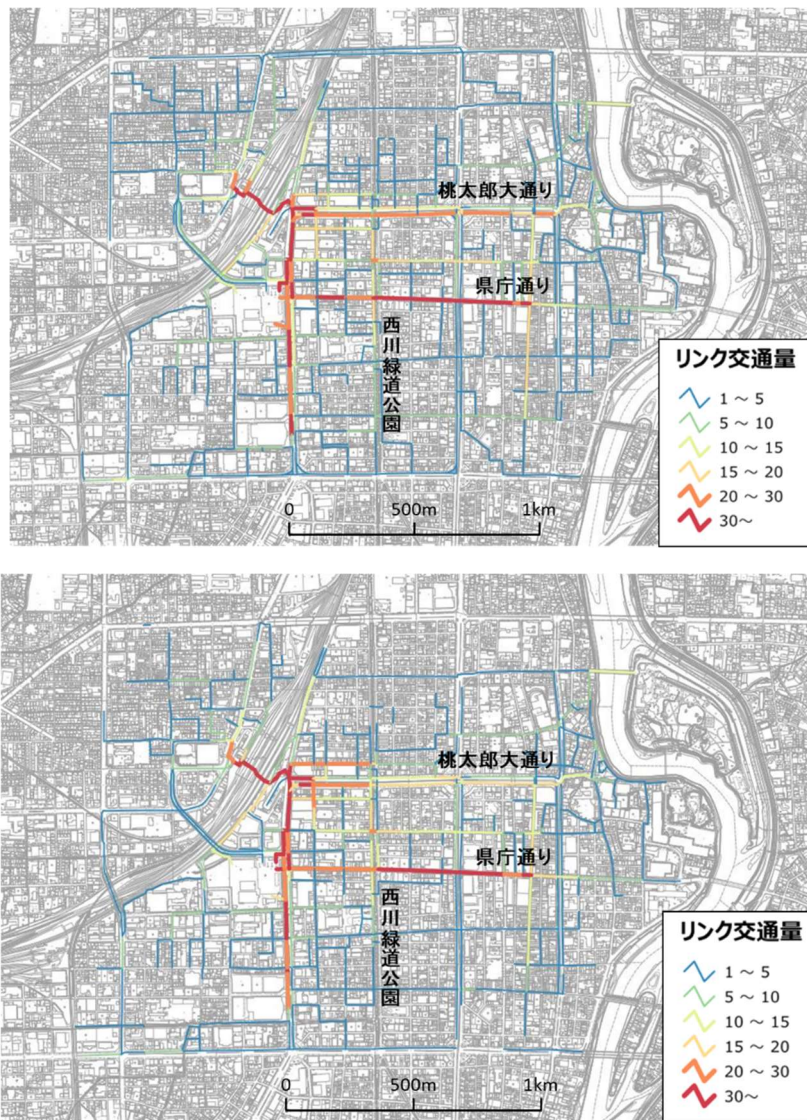 桃太郎大通り
県庁通り
西川緑道公園
リンク交通量
1 ～ 5
5 ～ 10
10 ～ 15
15 ～ 20
20 ～ 30
30～
0 500m 1km
桃太郎大通り
県庁通り
西川緑道公園
リンク交通量
1 ～ 5
5 ～ 10
10 ～ 15
15 ～ 20
20 ～ 30
30～
0 500m 1km